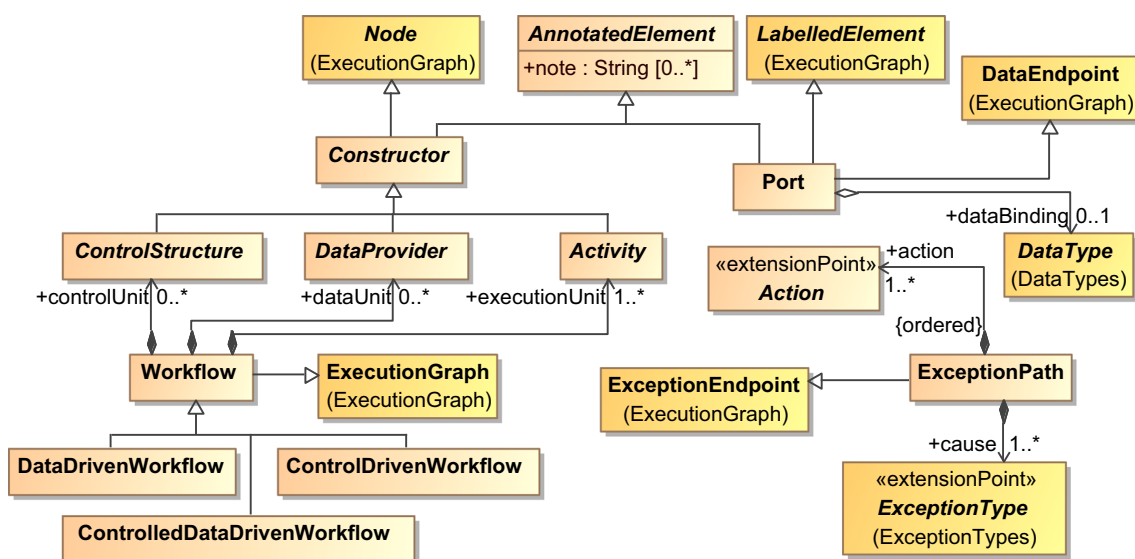 Node
(ExecutionGraph)
AnnotatedElement
+note : String [0..*]
LabelledElement
(ExecutionGraph)
DataEndpoint
(ExecutionGraph)
Constructor
Port
+dataBinding 0..1
ControlStructure
DataProvider
Activity
«extensionPoint»
Action
+action
1..*
{ordered}
DataType
(DataTypes)
+controlUnit 0..*
+dataUnit 0..*
+executionUnit 1..*
Workflow
ExecutionGraph
(ExecutionGraph)
ExceptionEndpoint
(ExecutionGraph)
ExceptionPath
+cause 1..*
DataDrivenWorkflow
ControlDrivenWorkflow
ControlledDataDrivenWorkflow
«extensionPoint»
ExceptionType
(ExceptionTypes)